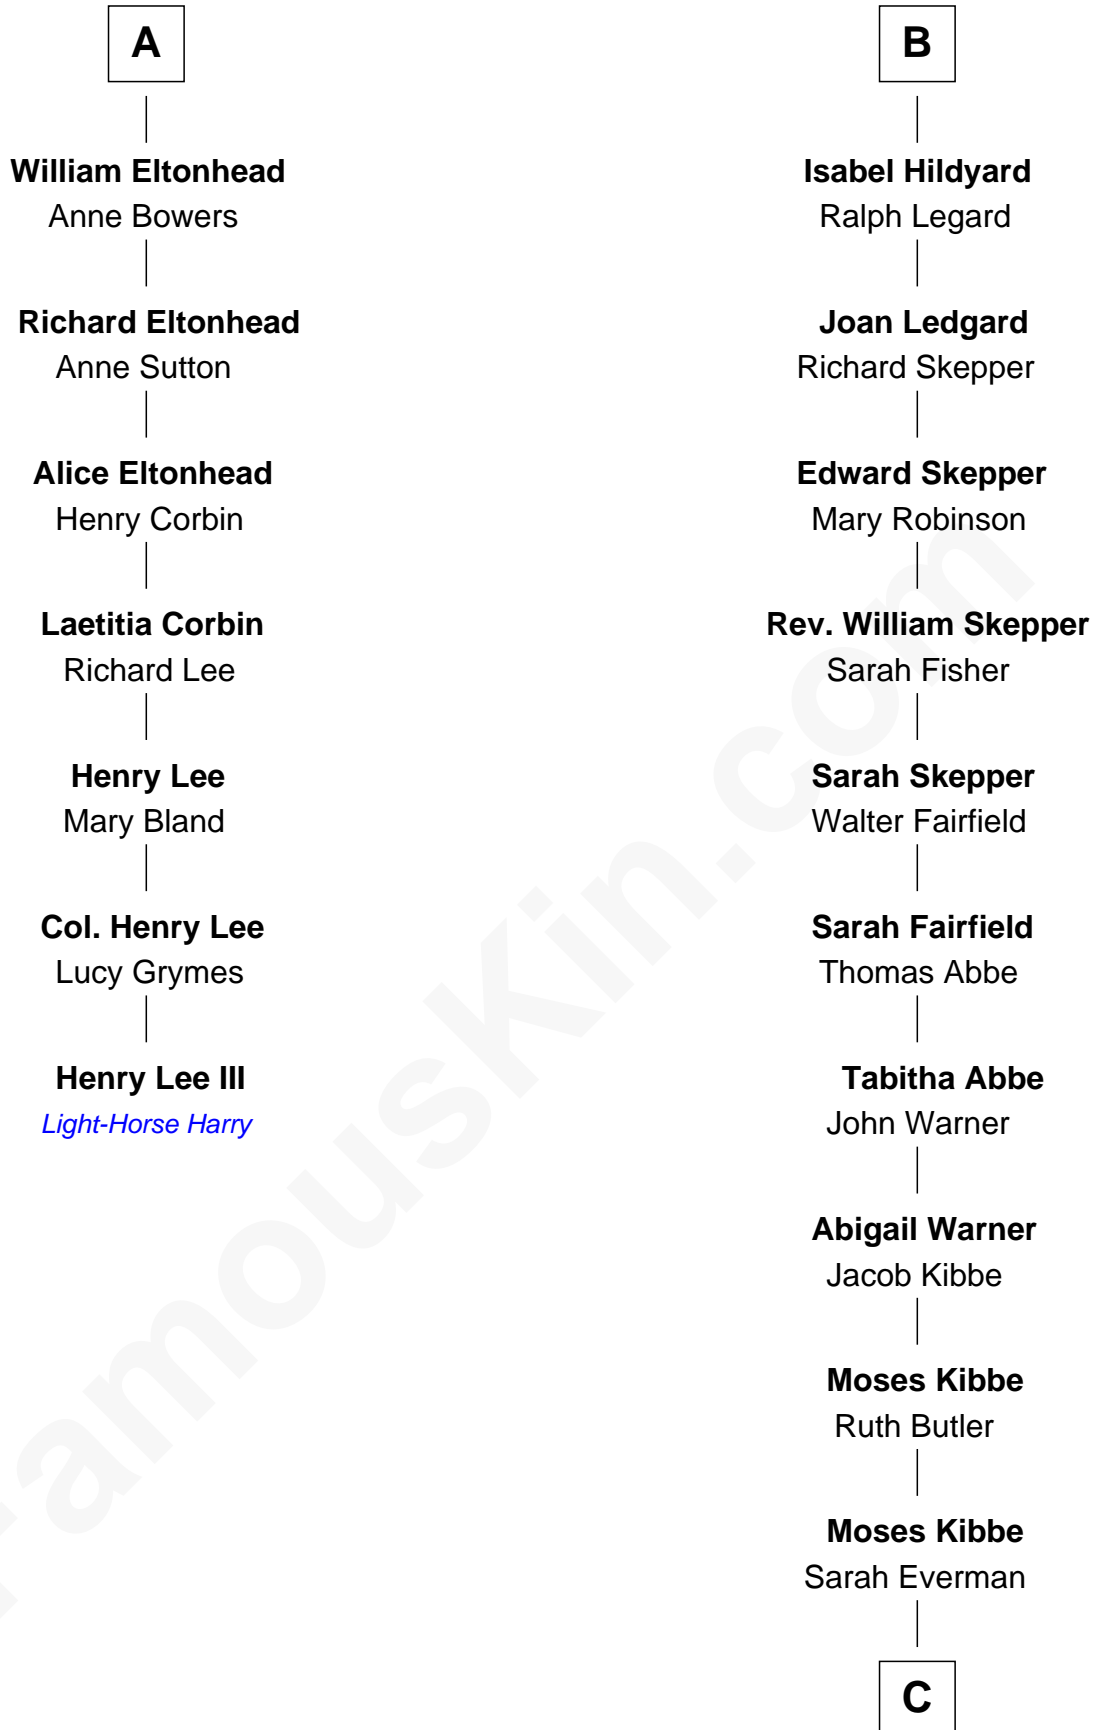 A
William Eltonhead
Anne Bowers
Richard Eltonhead
Anne Sutton
Alice Eltonhead
Henry Corbin
Laetitia Corbin
Richard Lee
Henry Lee
Mary Bland
Col. Henry Lee
Lucy Grymes
Henry Lee III
Light-Horse Harry
B
Isabel Hildyard
Ralph Legard
Joan Ledgard
Richard Skepper
Edward Skepper
Mary Robinson
Rev. William Skepper
Sarah Fisher
Sarah Skepper
Walter Fairfield
Sarah Fairfield
Thomas Abbe
Tabitha Abbe
John Warner
Abigail Warner
Jacob Kibbe
Moses Kibbe
Ruth Butler
Moses Kibbe
Sarah Everman
C
FamousKin.com